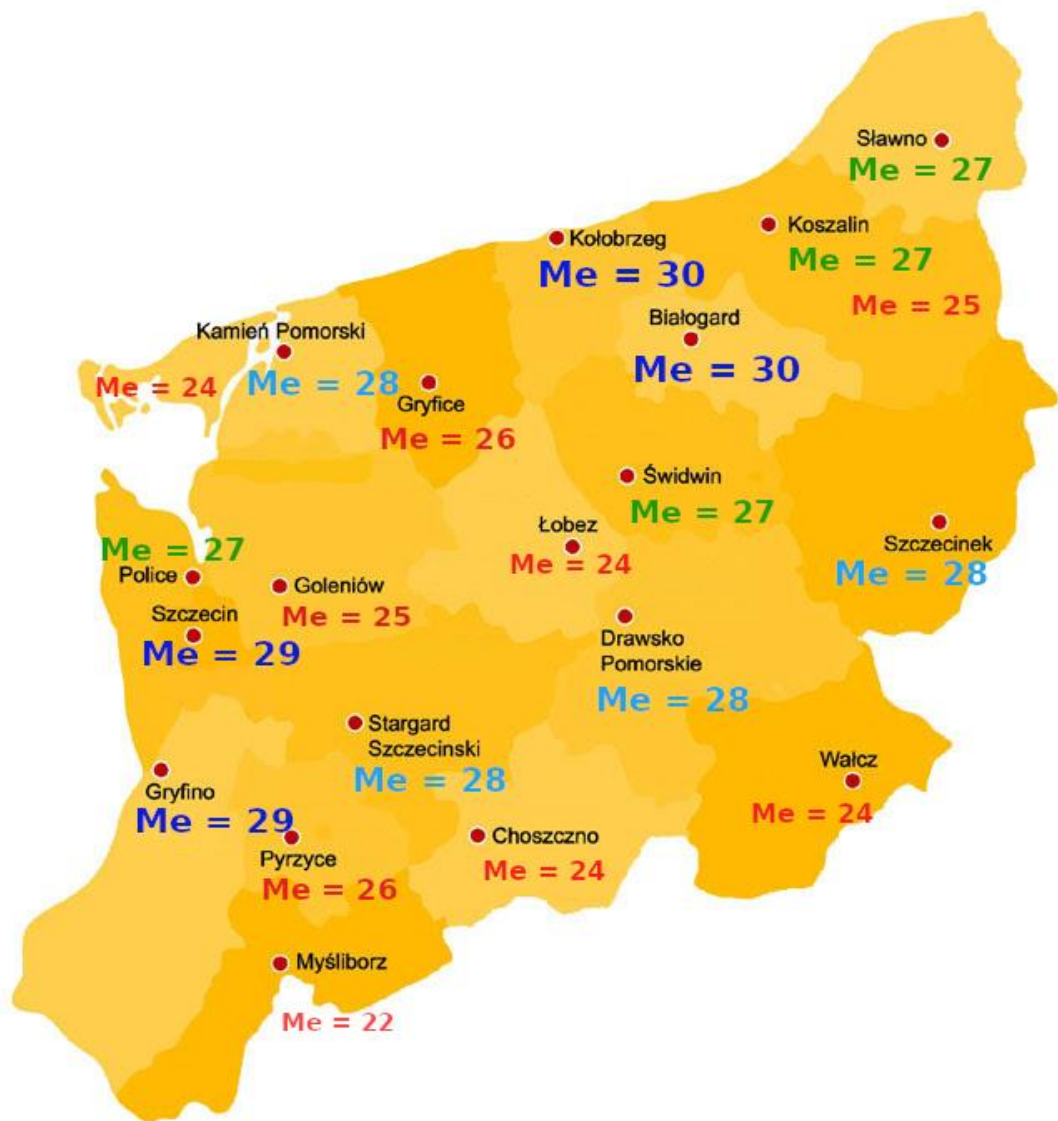 Sławno
Me = 27
Koszalin
Me = 27
Me = 25
Kołobrzeg
Me = 30
Białogard
Me = 30
Kamień Pomorski
Me = 24
Me = 28
Gryfice
Me = 26
Świdwin
Me = 27
Łobez
Me = 24
Szczecinek
Me = 28
Me = 27
Police
Goleniów
Me = 25
Szczecin
Me = 29
Drawsko
Pomorskie
Me = 28
Stargard
Szczecinski
Me = 28
Wałcz
Me = 24
Gryfino
Me = 29
Choszczno
Me = 24
Pyrzyce
Me = 26
Myśliborz
Me = 22